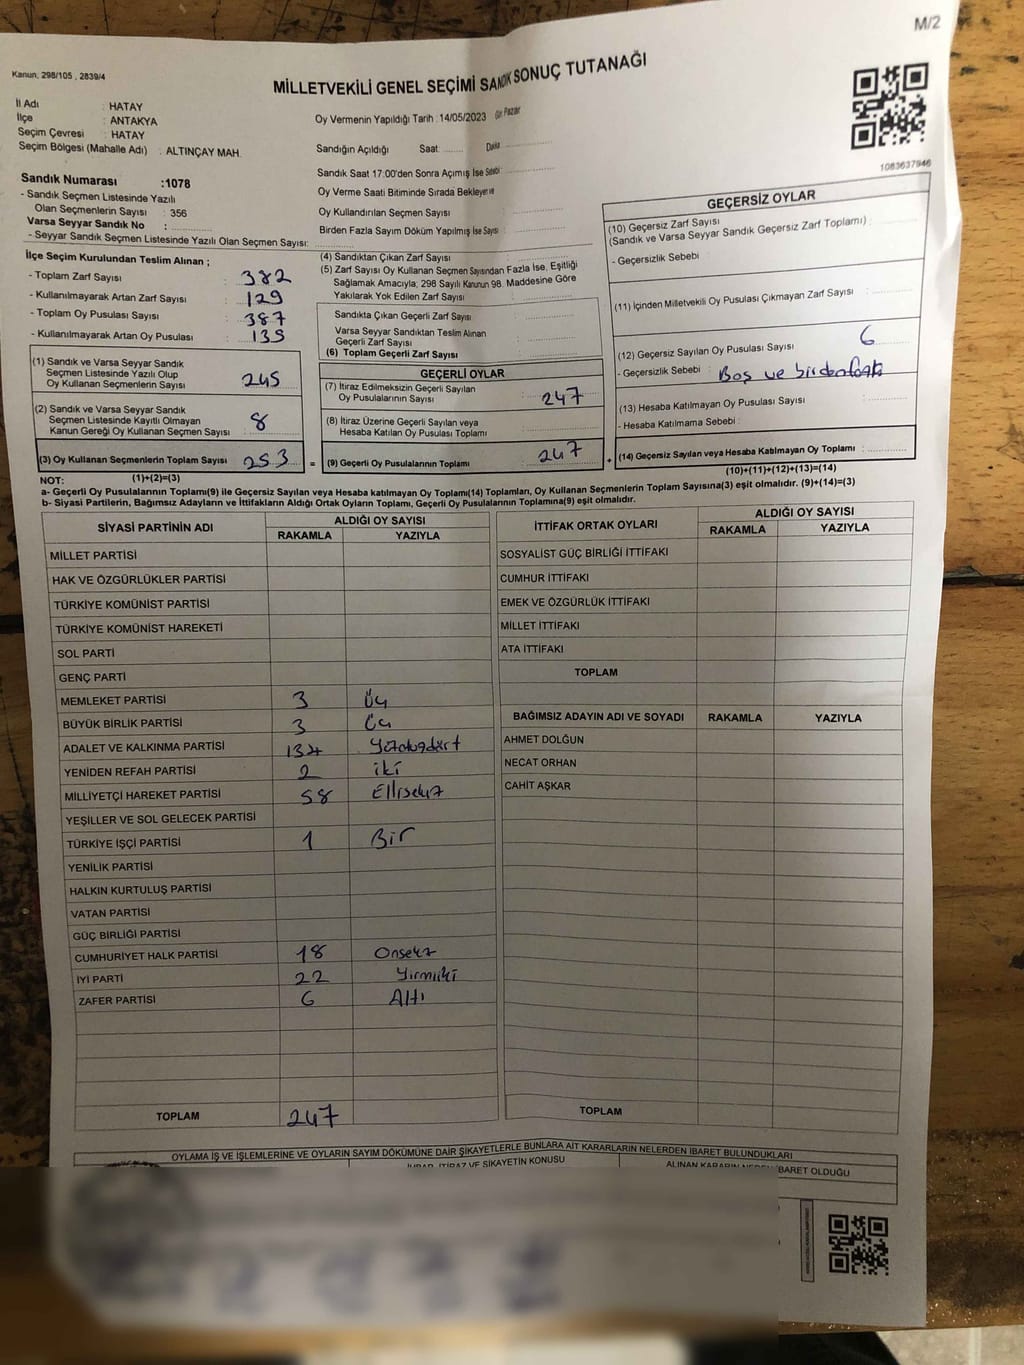 M/2
Kanun, 298/105 , 2839/4
MİLLETVEKİLİ GENEL SEÇİMİ SANDIK SONUÇ TUTANAĞI
İl Adı : HATAY
İlçe : ANTAKYA
Seçim Çevresi : HATAY
Seçim Bölgesi (Mahalle Adı) : ALTINÇAY MAH.
Oy Vermenin Yapıldığı Tarih :14/05/2023 Gün Pazar
Sandığın Açıldığı Saat: Dakika
Sandık Saat 17:00'den Sonra Açımış İse Sebebi
Oy Verme Saati Bitiminde Sırada Bekleyen
Oy Kullandırılan Seçmen Sayısı
Birden Fazla Sayım Döküm Yapılmış İse Sayısı
1083637946
Sandık Numarası :1078
- Sandık Seçmen Listesinde Yazılı
Olan Seçmenlerin Sayısı : 356
Varsa Seyyar Sandık No :
- Seyyar Sandık Seçmen Listesinde Yazılı Olan Seçmen Sayısı:
İlçe Seçim Kurulundan Teslim Alınan ;
- Toplam Zarf Sayısı : 382
- Kullanılmayarak Artan Zarf Sayısı : 129
- Toplam Oy Pusulası Sayısı : 387
- Kullanılmayarak Artan Oy Pusulası : 135
(1) Sandık ve Varsa Seyyar Sandık
Seçmen Listesinde Yazılı Olup
Oy Kullanan Seçmenlerin Sayısı 245
(2) Sandık ve Varsa Seyyar Sandık
Seçmen Listesinde Kayıtlı Olmayan
Kanun Gereği Oy Kullanan Seçmen Sayısı 8
(3) Oy Kullanan Seçmenlerin Toplam Sayısı 253 =
(1)+(2)=(3)
(4) Sandıktan Çıkan Zarf Sayısı :
(5) Zarf Sayısı Oy Kullanan Seçmen Sayısından Fazla İse, Eşitliği
Sağlamak Amacıyla; 298 Sayılı Kanunun 98. Maddesine Göre
Yakılarak Yok Edilen Zarf Sayısı
Sandıkta Çıkan Geçerli Zarf Sayısı
Varsa Seyyar Sandıktan Teslim Alınan
Geçerli Zarf Sayısı
(6) Toplam Geçerli Zarf Sayısı
GEÇERLİ OYLAR
(7) İtiraz Edilmeksizin Geçerli Sayılan
Oy Pusulalarının Sayısı 247
(8) İtiraz Üzerine Geçerli Sayılan veya
Hesaba Katılan Oy Pusulası Toplamı
(9) Geçerli Oy Pusulalarının Toplamı 247 +
GEÇERSİZ OYLAR
(10) Geçersiz Zarf Sayısı
(Sandık ve Varsa Seyyar Sandık Geçersiz Zarf Toplamı) :
- Geçersizlik Sebebi :
(11) İçinden Milletvekili Oy Pusulası Çıkmayan Zarf Sayısı :
(12) Geçersiz Sayılan Oy Pusulası Sayısı : 6
- Geçersizlik Sebebi : Boş ve birdenfazla
(13) Hesaba Katılmayan Oy Pusulası Sayısı :
- Hesaba Katılmama Sebebi :
(14) Geçersiz Sayılan veya Hesaba Katılmayan Oy Toplamı :
(10)+(11)+(12)+(13)=(14)
NOT:
a- Geçerli Oy Pusulalarının Toplamı(9) ile Geçersiz Sayılan veya Hesaba katılmayan Oy Toplamı(14) Toplamları, Oy Kullanan Seçmenlerin Toplam Sayısına(3) eşit olmalıdır. (9)+(14)=(3)
b- Siyasi Partilerin, Bağımsız Adayların ve İttifakların Aldığı Ortak Oyların Toplamı, Geçerli Oy Pusulalarının Toplamına(9) eşit olmalıdır.
SİYASİ PARTİNİN ADI ALDIĞI OY SAYISI
RAKAMLA YAZIYLA
MİLLET PARTİSİ
HAK VE ÖZGÜRLÜKLER PARTİSİ
TÜRKİYE KOMÜNİST PARTİSİ
TÜRKİYE KOMÜNİST HAREKETİ
SOL PARTİ
GENÇ PARTİ
MEMLEKET PARTİSİ 3 Üç
BÜYÜK BİRLİK PARTİSİ 3 Üç
ADALET VE KALKINMA PARTİSİ 134 Yüzotuzdört
YENİDEN REFAH PARTİSİ 2 iki
MİLLİYETÇİ HAREKET PARTİSİ 58 Ellisekiz
YEŞİLLER VE SOL GELECEK PARTİSİ
TÜRKİYE İŞÇİ PARTİSİ 1 Bir
YENİLİK PARTİSİ
HALKIN KURTULUŞ PARTİSİ
VATAN PARTİSİ
GÜÇ BİRLİĞİ PARTİSİ
CUMHURİYET HALK PARTİSİ 18 Onsekiz
İYİ PARTİ 22 Yirmiiki
ZAFER PARTİSİ 6 Altı
TOPLAM 247
İTTİFAK ORTAK OYLARI ALDIĞI OY SAYISI
RAKAMLA YAZIYLA
SOSYALİST GÜÇ BİRLİĞİ İTTİFAKI
CUMHUR İTTİFAKI
EMEK VE ÖZGÜRLÜK İTTİFAKI
MİLLET İTTİFAKI
ATA İTTİFAKI
TOPLAM
BAĞIMSIZ ADAYIN ADI VE SOYADI RAKAMLA YAZIYLA
AHMET DOLĞUN
NECAT ORHAN
CAHİT AŞKAR
TOPLAM
OYLAMA İŞ VE İŞLEMLERİNE VE OYLARIN SAYIM DÖKÜMÜNE DAİR ŞİKAYETLERLE BUNLARA AİT KARARLARIN NELERDEN İBARET BULUNDUKLARI
İTİRAZ VE ŞİKAYETİN KONUSU
ALINAN KARARIN NEDEN İBARET OLDUĞU